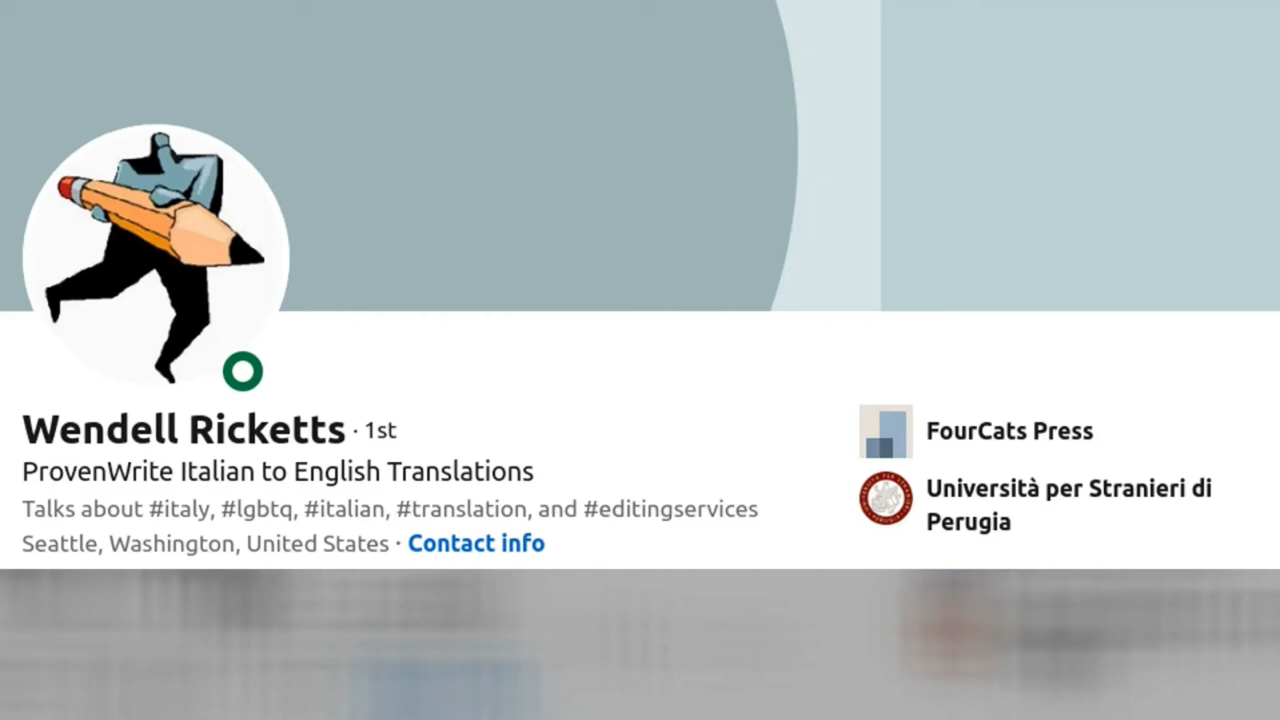 Wendell Ricketts · 1st
ProvenWrite Italian to English Translations
Talks about #italy, #lgbtq, #italian, #translation, and #editingservices
Seattle, Washington, United States · Contact info
FourCats Press
Università per Stranieri di
Perugia